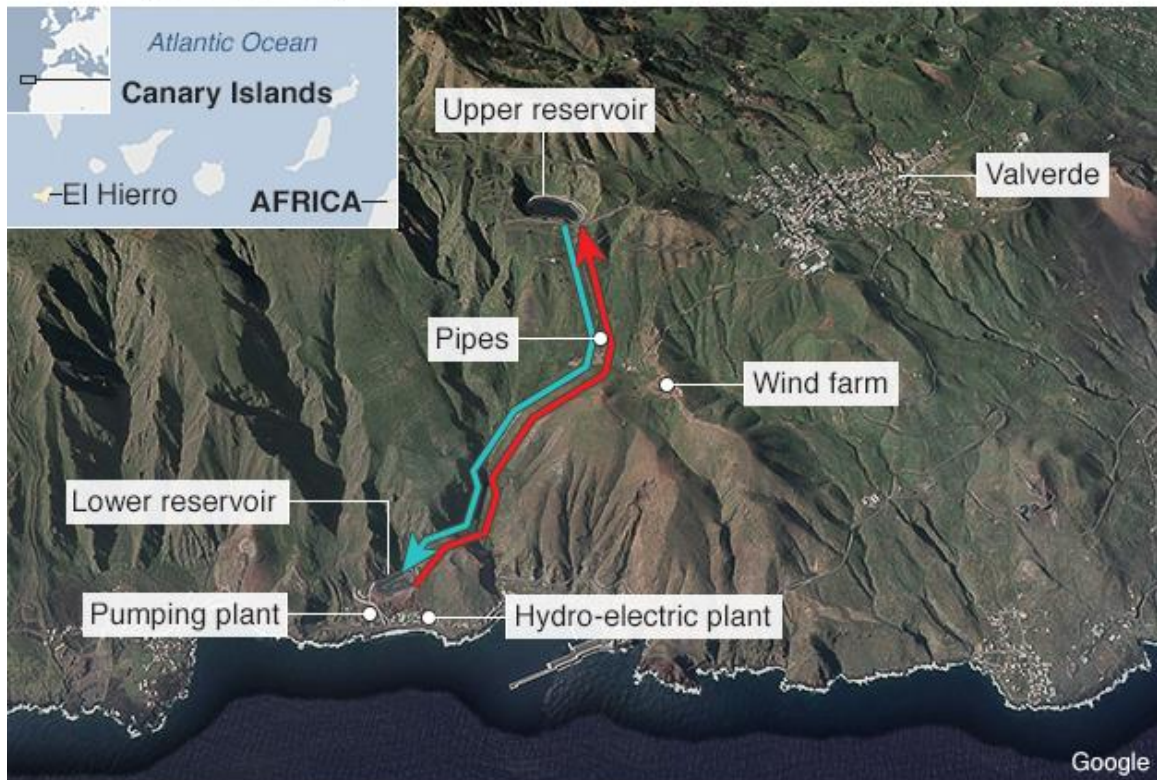 Atlantic Ocean
Canary Islands
El Hierro
AFRICA
Upper reservoir
Valverde
Pipes
Wind farm
Lower reservoir
Pumping plant
Hydro-electric plant
Google